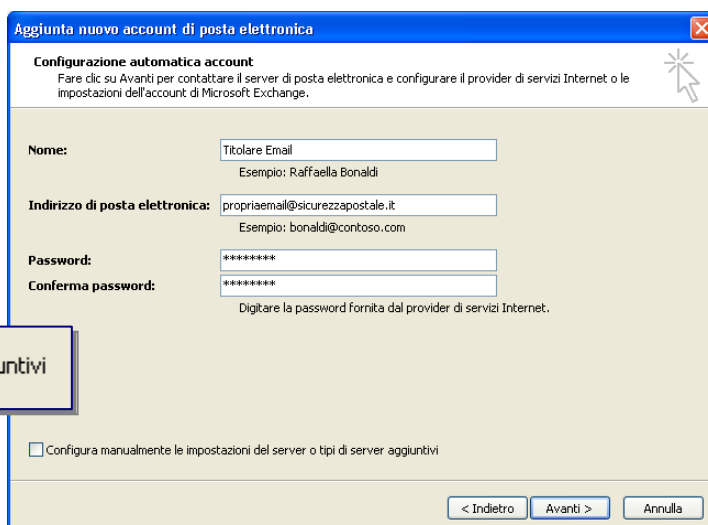 Aggiunta nuovo account di posta elettronica
Configurazione automatica account
Fare clic su Avanti per contattare il server di posta elettronica e configurare il provider di servizi Internet o le
impostazioni dell'account di Microsoft Exchange.
Nome:
Titolare Email
Esempio: Raffaella Bonaldi
Indirizzo di posta elettronica:
propriaemail@sicurezzapostale.it
Esempio: bonaldi@contoso.com
Password:
********
Conferma password:
********
Digitare la password fornita dal provider di servizi Internet.
untivi
Configura manualmente le impostazioni del server o tipi di server aggiuntivi
< Indietro
Avanti >
Annulla